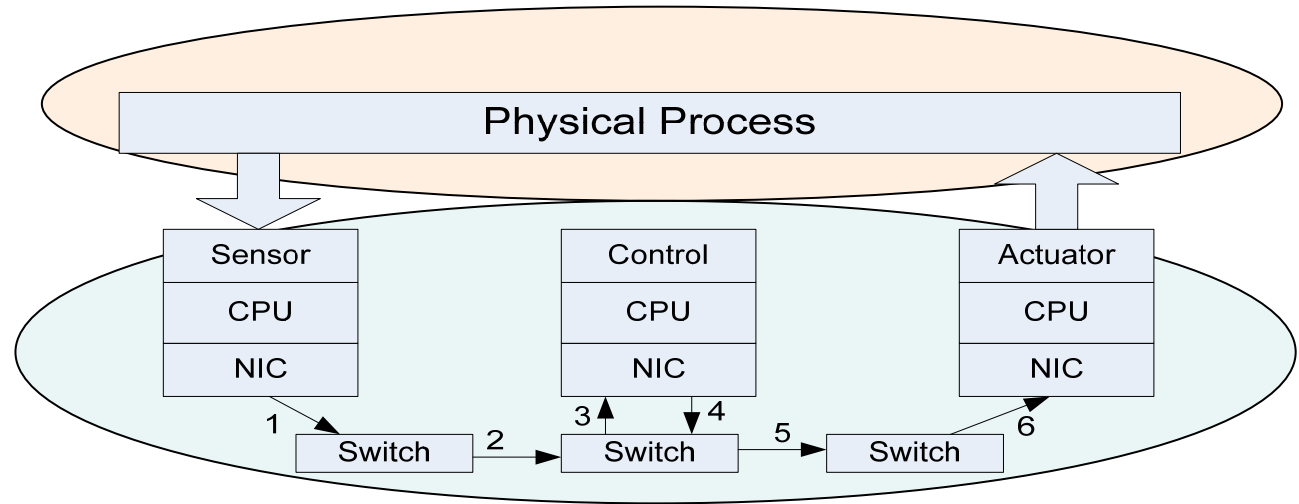 Physical Process
Sensor
Control
Actuator
CPU
CPU
CPU
NIC
NIC
NIC
1
2
3
4
5
6
Switch
Switch
Switch